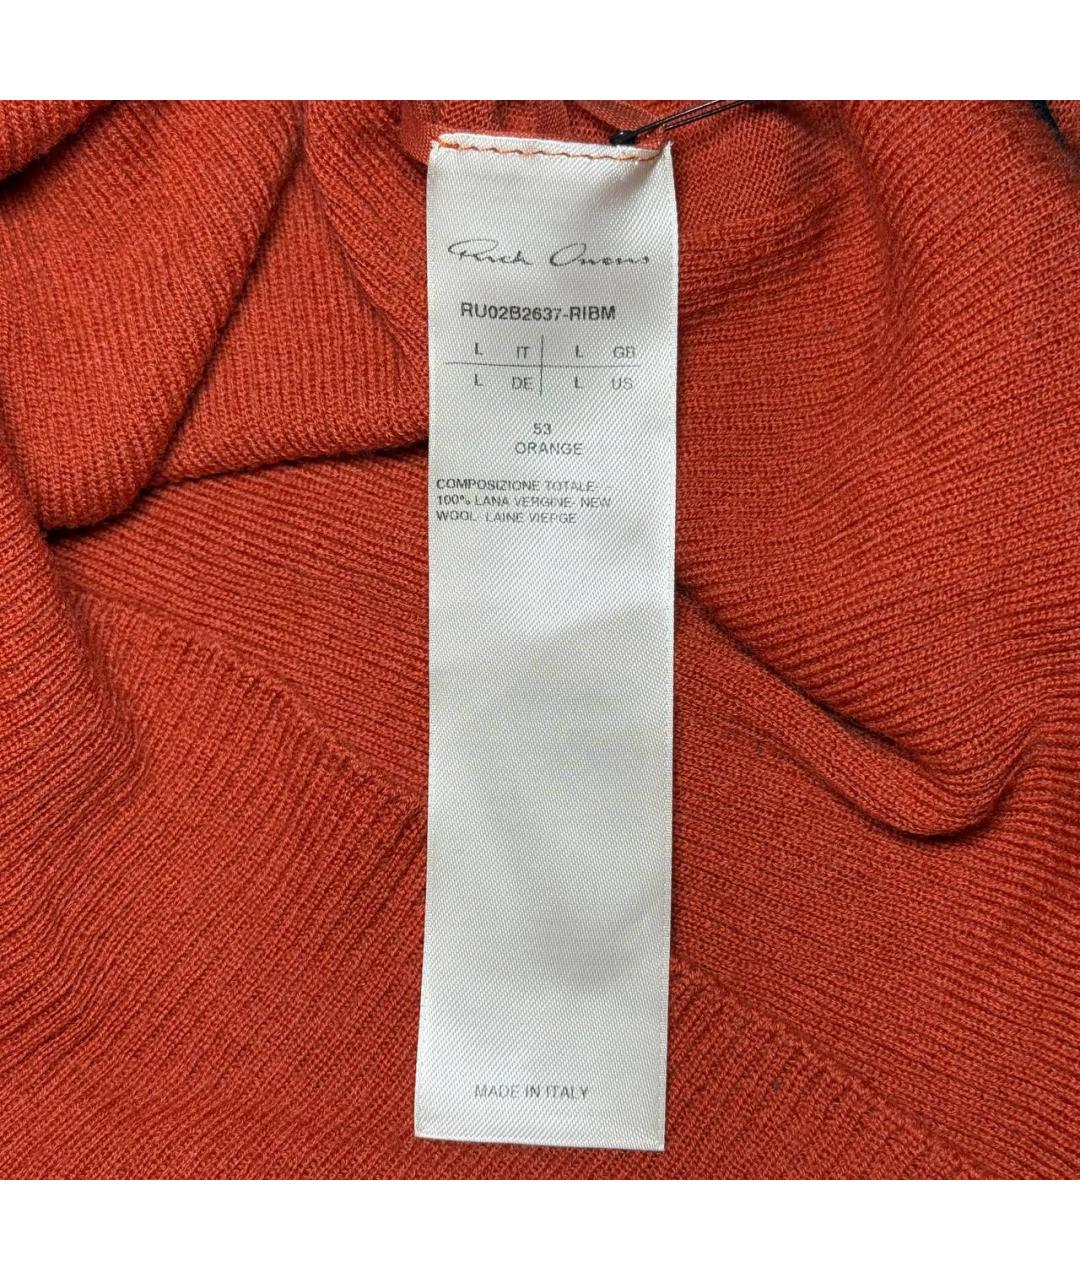 Rick Owens
RU02B2637-RIBM
L IT L GB
L DE L US
53
ORANGE
COMPOSIZIONE TOTALE-
100% LANA VERGINE- NEW
WOOL- LAINE VIERGE
MADE IN ITALY